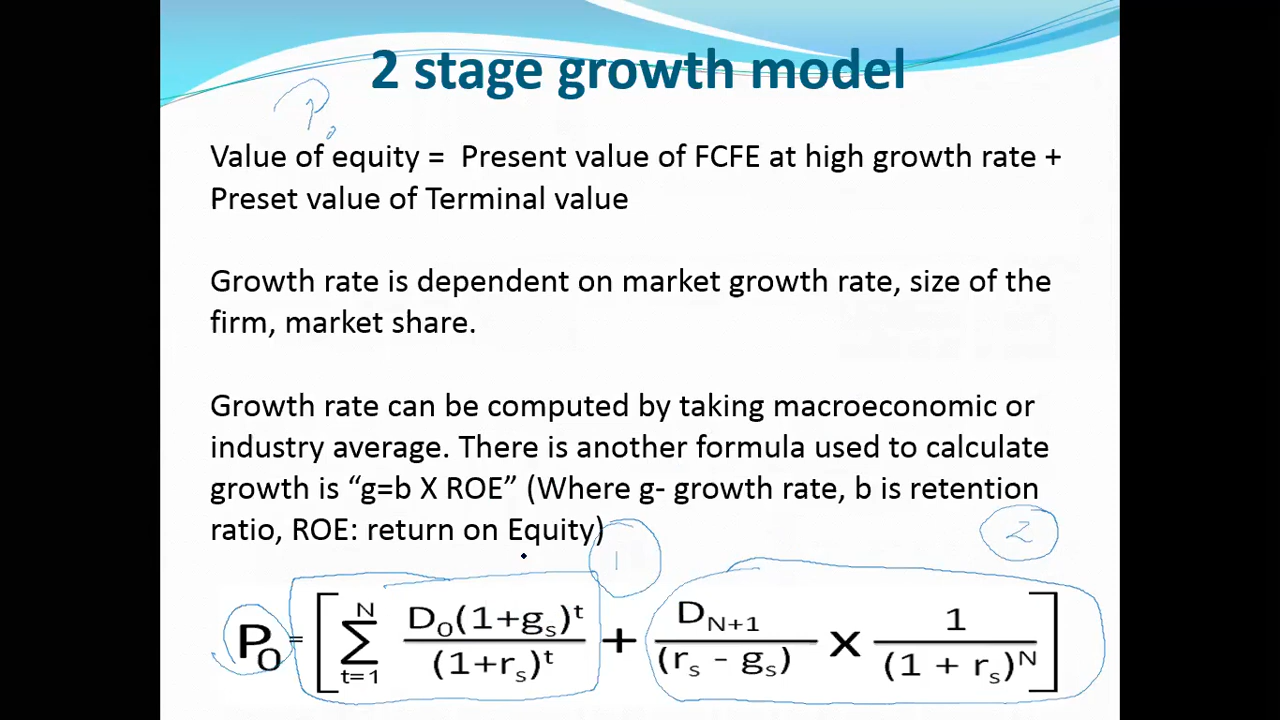 2 stage growth model
P₀
Value of equity = Present value of FCFE at high growth rate +
Preset value of Terminal value
Growth rate is dependent on market growth rate, size of the
firm, market share.
Growth rate can be computed by taking macroeconomic or
industry average. There is another formula used to calculate
growth is “g=b X ROE” (Where g- growth rate, b is retention
ratio, ROE: return on Equity)
1 2
P₀ = [ ∑_{t=1}^{N} D₀(1+gₛ)ᵗ / (1+rₛ)ᵗ + D_{N+1} / (rₛ - gₛ) x 1 / (1 + rₛ)ᴺ ]